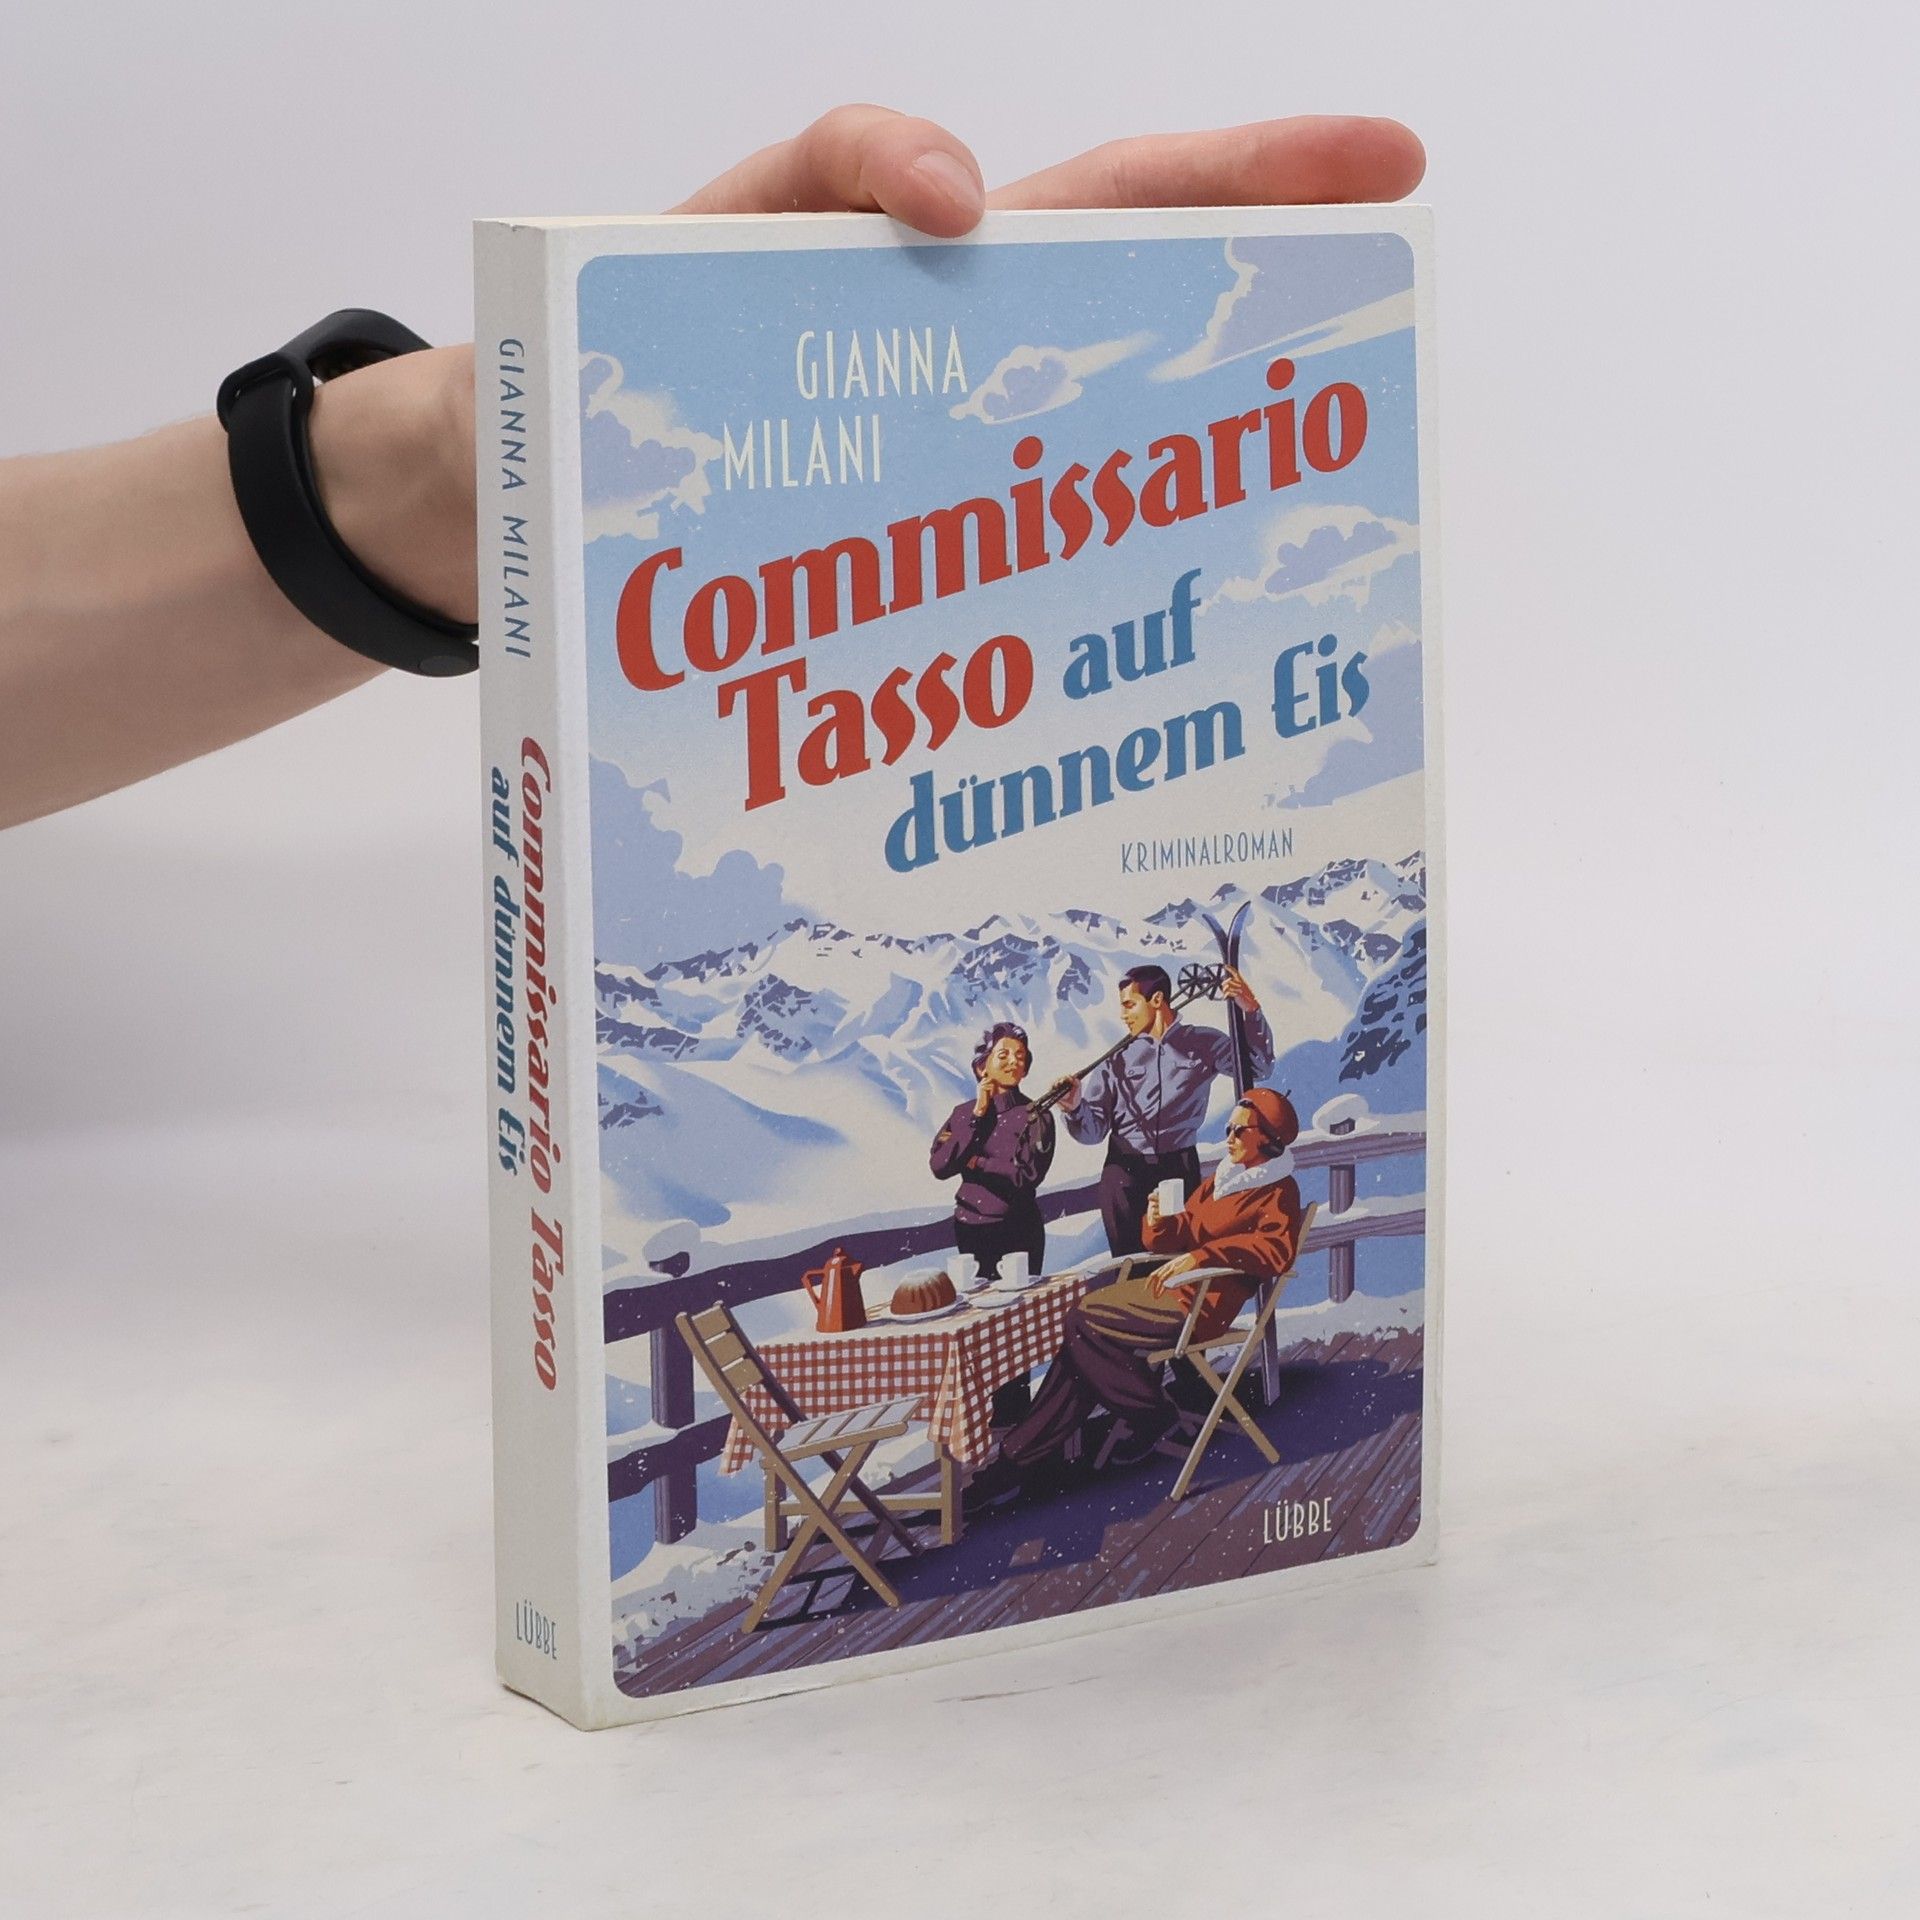 GIANNA
MILANI
Commissario
Tasso auf
dünnem Eis
KRIMINALROMAN
LÜBBE
GIANNA MILANI
Commissario Tasso
auf dünnem Eis
LÜBBE